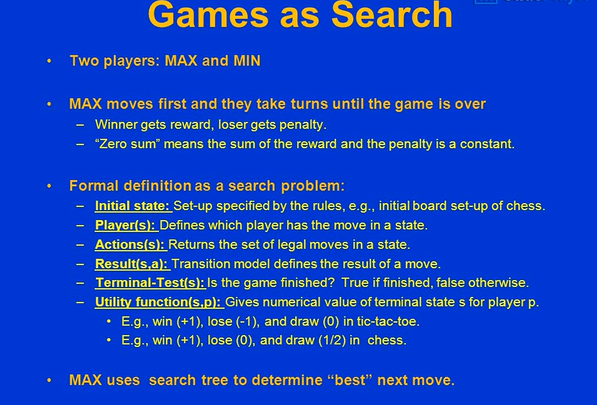 Games as Search
• Two players: MAX and MIN
• MAX moves first and they take turns until the game is over
– Winner gets reward, loser gets penalty.
– “Zero sum” means the sum of the reward and the penalty is a constant.
• Formal definition as a search problem:
– Initial state: Set-up specified by the rules, e.g., initial board set-up of chess.
– Player(s): Defines which player has the move in a state.
– Actions(s): Returns the set of legal moves in a state.
– Result(s,a): Transition model defines the result of a move.
– Terminal-Test(s): Is the game finished? True if finished, false otherwise.
– Utility function(s,p): Gives numerical value of terminal state s for player p.
• E.g., win (+1), lose (-1), and draw (0) in tic-tac-toe.
• E.g., win (+1), lose (0), and draw (1/2) in chess.
• MAX uses search tree to determine “best” next move.